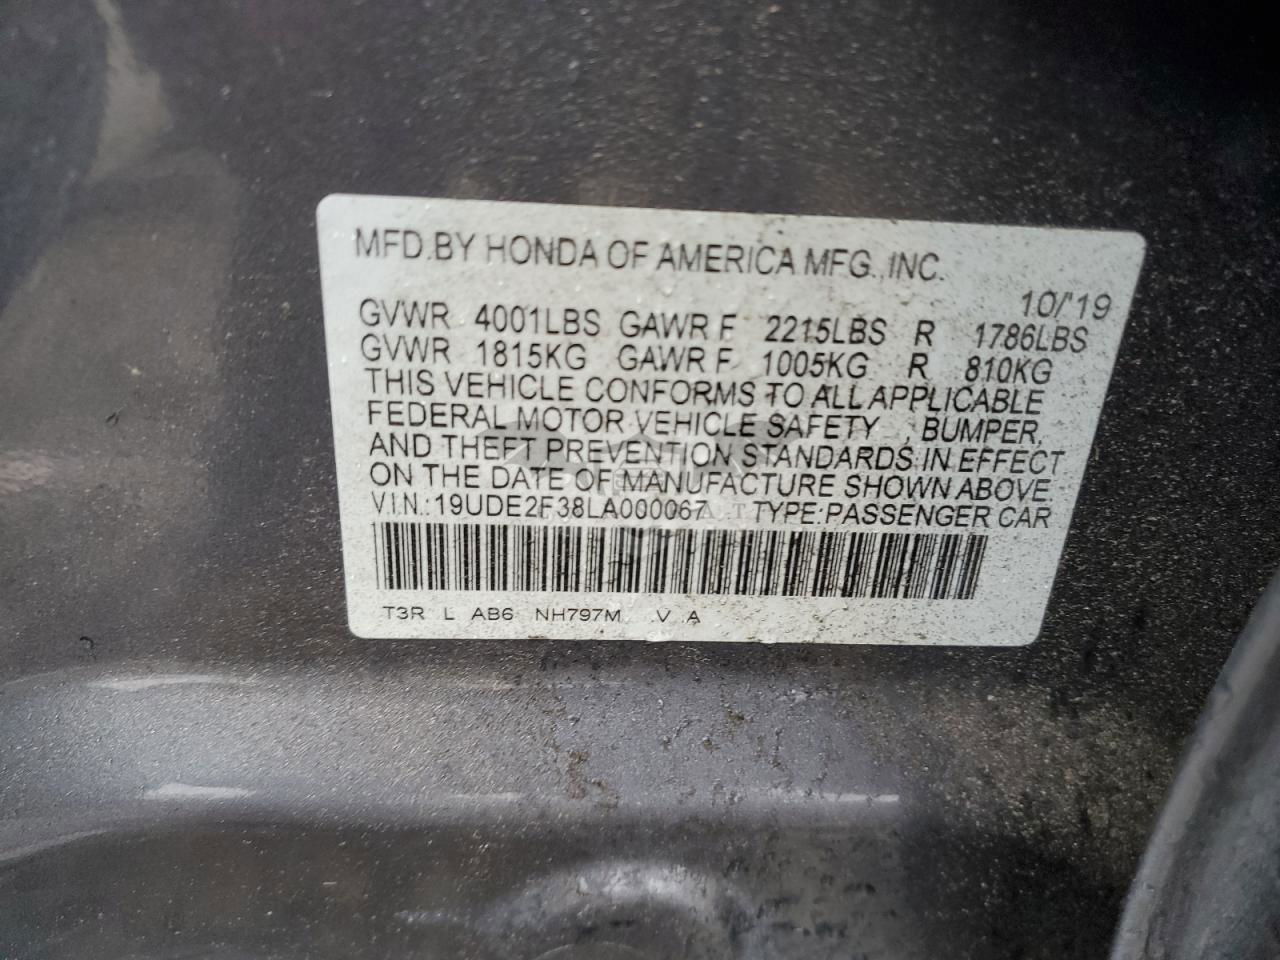 MFD.BY HONDA OF AMERICA MFG.,INC.
10/'19
GVWR 4001LBS GAWR F 2215LBS R 1786LBS
GVWR 1815KG GAWR F 1005KG R 810KG
THIS VEHICLE CONFORMS TO ALL APPLICABLE
FEDERAL MOTOR VEHICLE SAFETY , BUMPER,
AND THEFT PREVENTION STANDARDS IN EFFECT
ON THE DATE OF MANUFACTURE SHOWN ABOVE.
V.I.N.:19UDE2F38LA000067 TYPE:PASSENGER CAR
T3R L AB6 NH797M V A